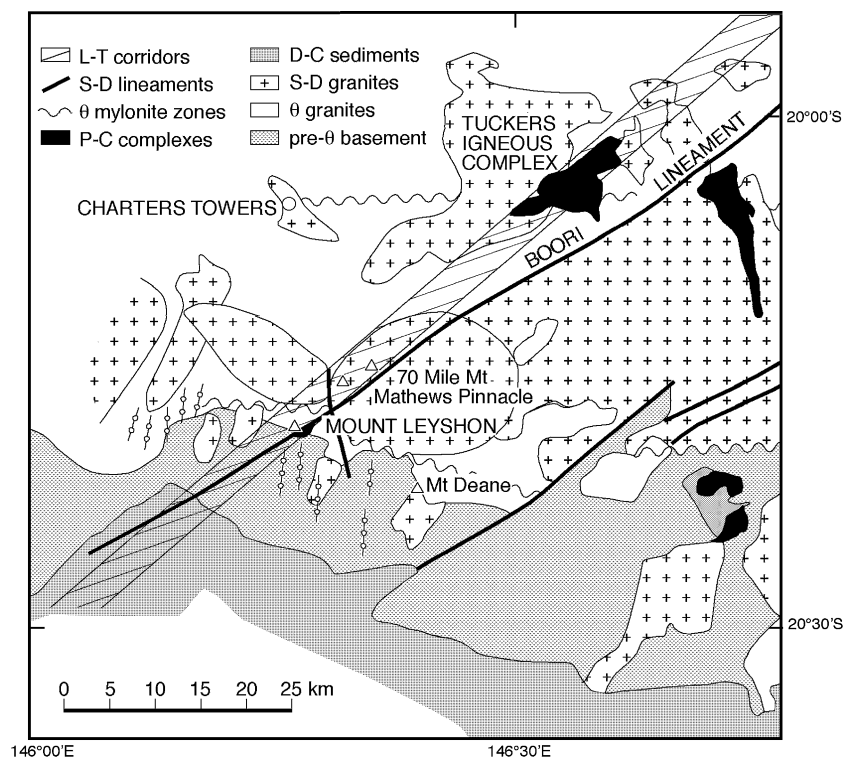 L-T corridors
S-D lineaments
θ mylonite zones
P-C complexes
D-C sediments
S-D granites
θ granites
pre-θ basement
TUCKERS
IGNEOUS
COMPLEX
20°00'S
LINEAMENT
CHARTERS TOWERS
BOORI
70 Mile Mt
Mathews Pinnacle
MOUNT LEYSHON
Mt Deane
20°30'S
0 5 10 15 20 25 km
146°00'E
146°30'E